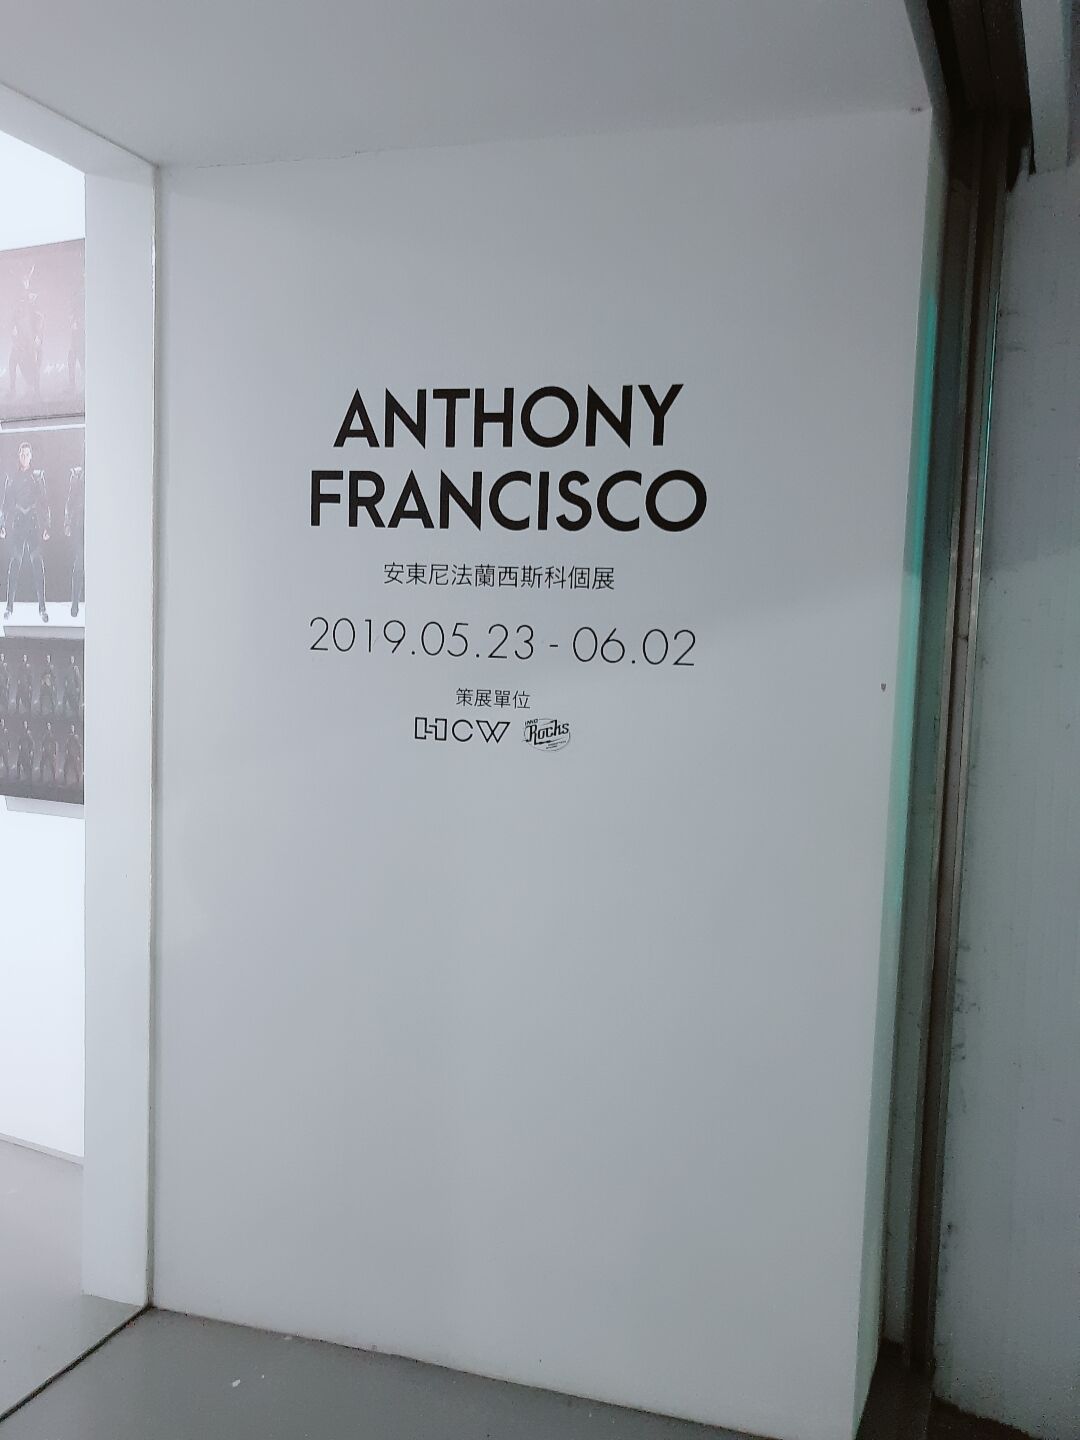 ANTHONY
FRANCISCO
安東尼法蘭西斯科個展
2019.05.23 - 06.02
策展單位
HCW Rocks